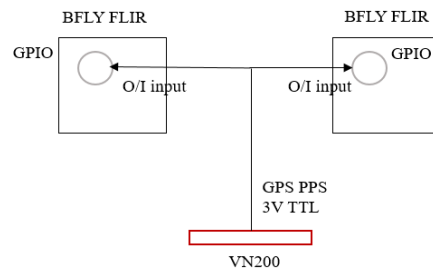 BFLY FLIR
BFLY FLIR
GPIO
GPIO
O/I input
O/I input
GPS PPS
3V TTL
VN200